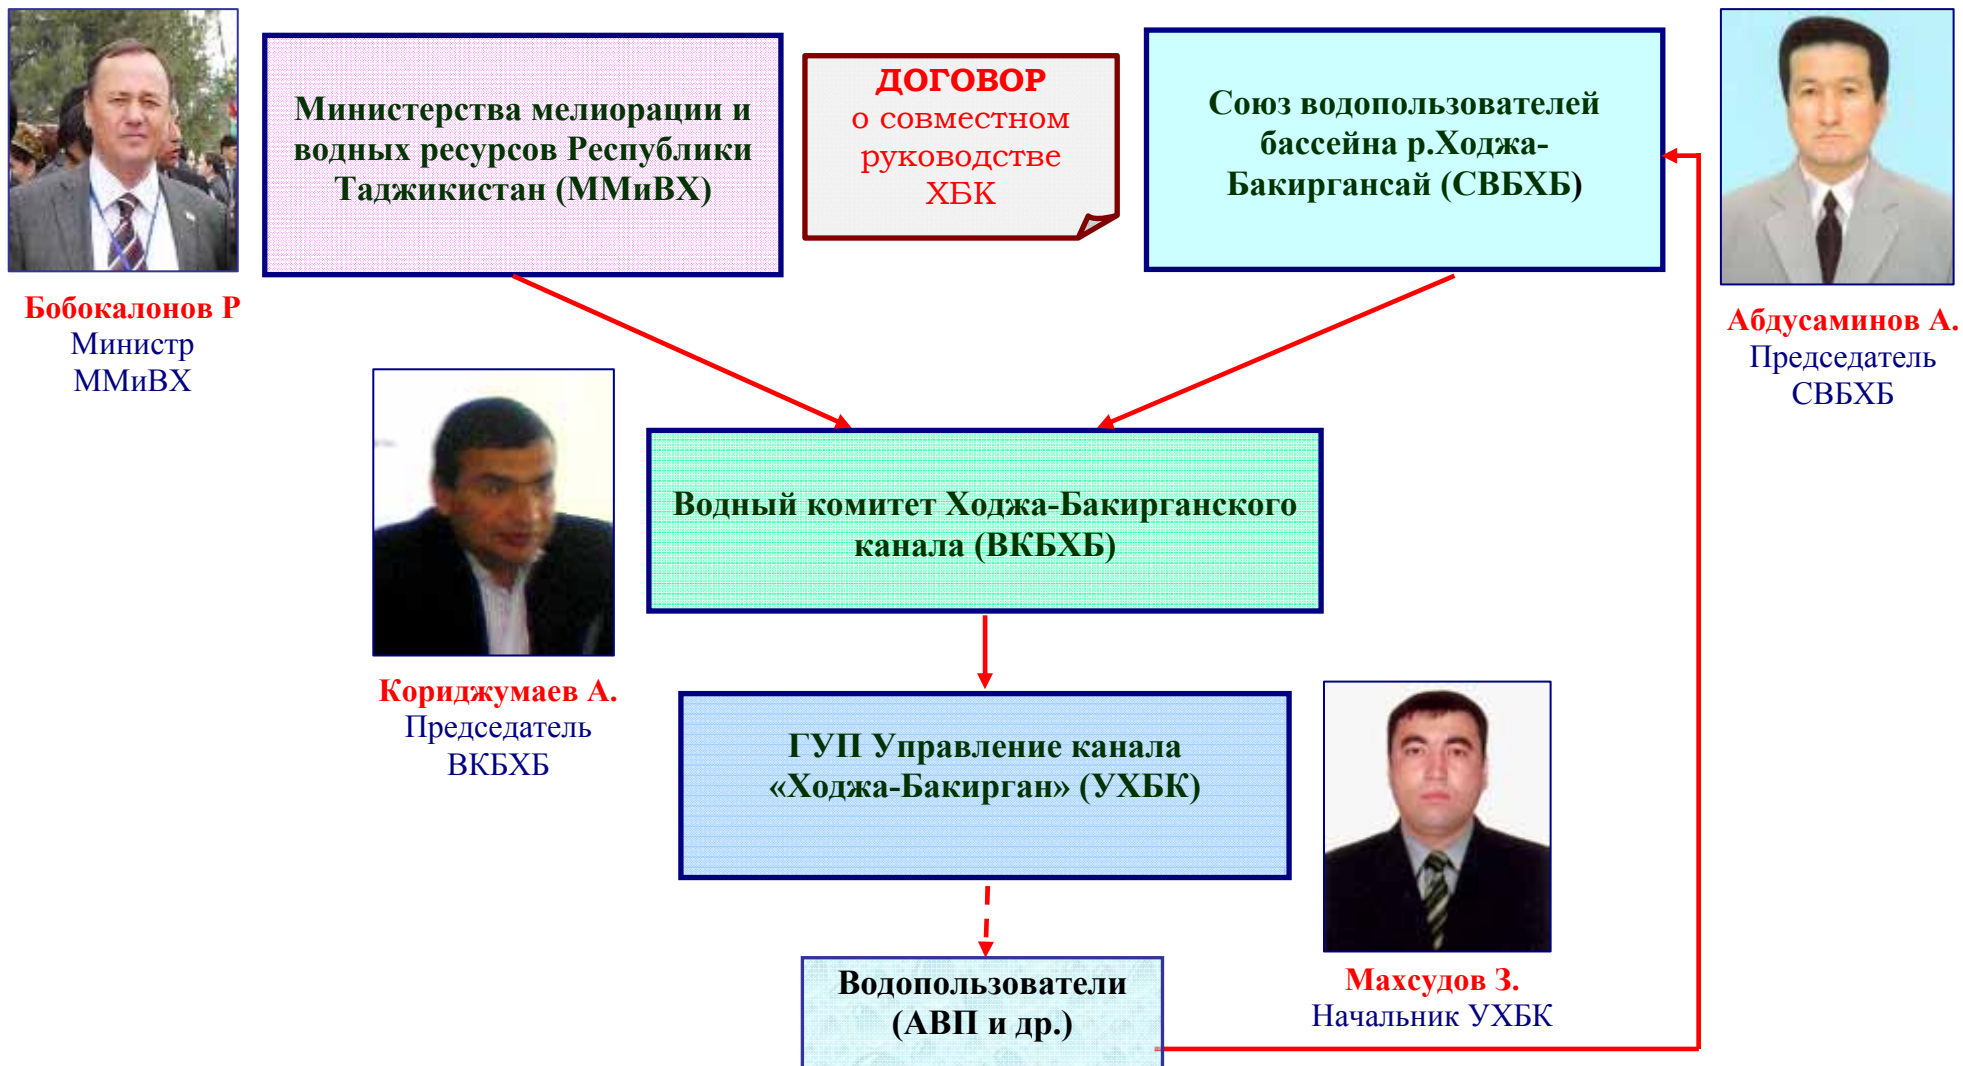 Министерства мелиорации и
водных ресурсов Республики
Таджикистан (ММиВХ)
ДОГОВОР
о совместном
руководстве
ХБК
Союз водопользователей
бассейна р.Ходжа-
Бакиргансай (СВБХБ)
Бобокалонов Р
Министр
ММиВХ
Абдусаминов А.
Председатель
СВБХБ
Водный комитет Ходжа-Бакирганского
канала (ВКБХБ)
Кориджумаев А.
Председатель
ВКБХБ
ГУП Управление канала
«Ходжа-Бакирган» (УХБК)
Махсудов З.
Начальник УХБК
Водопользователи
(АВП и др.)